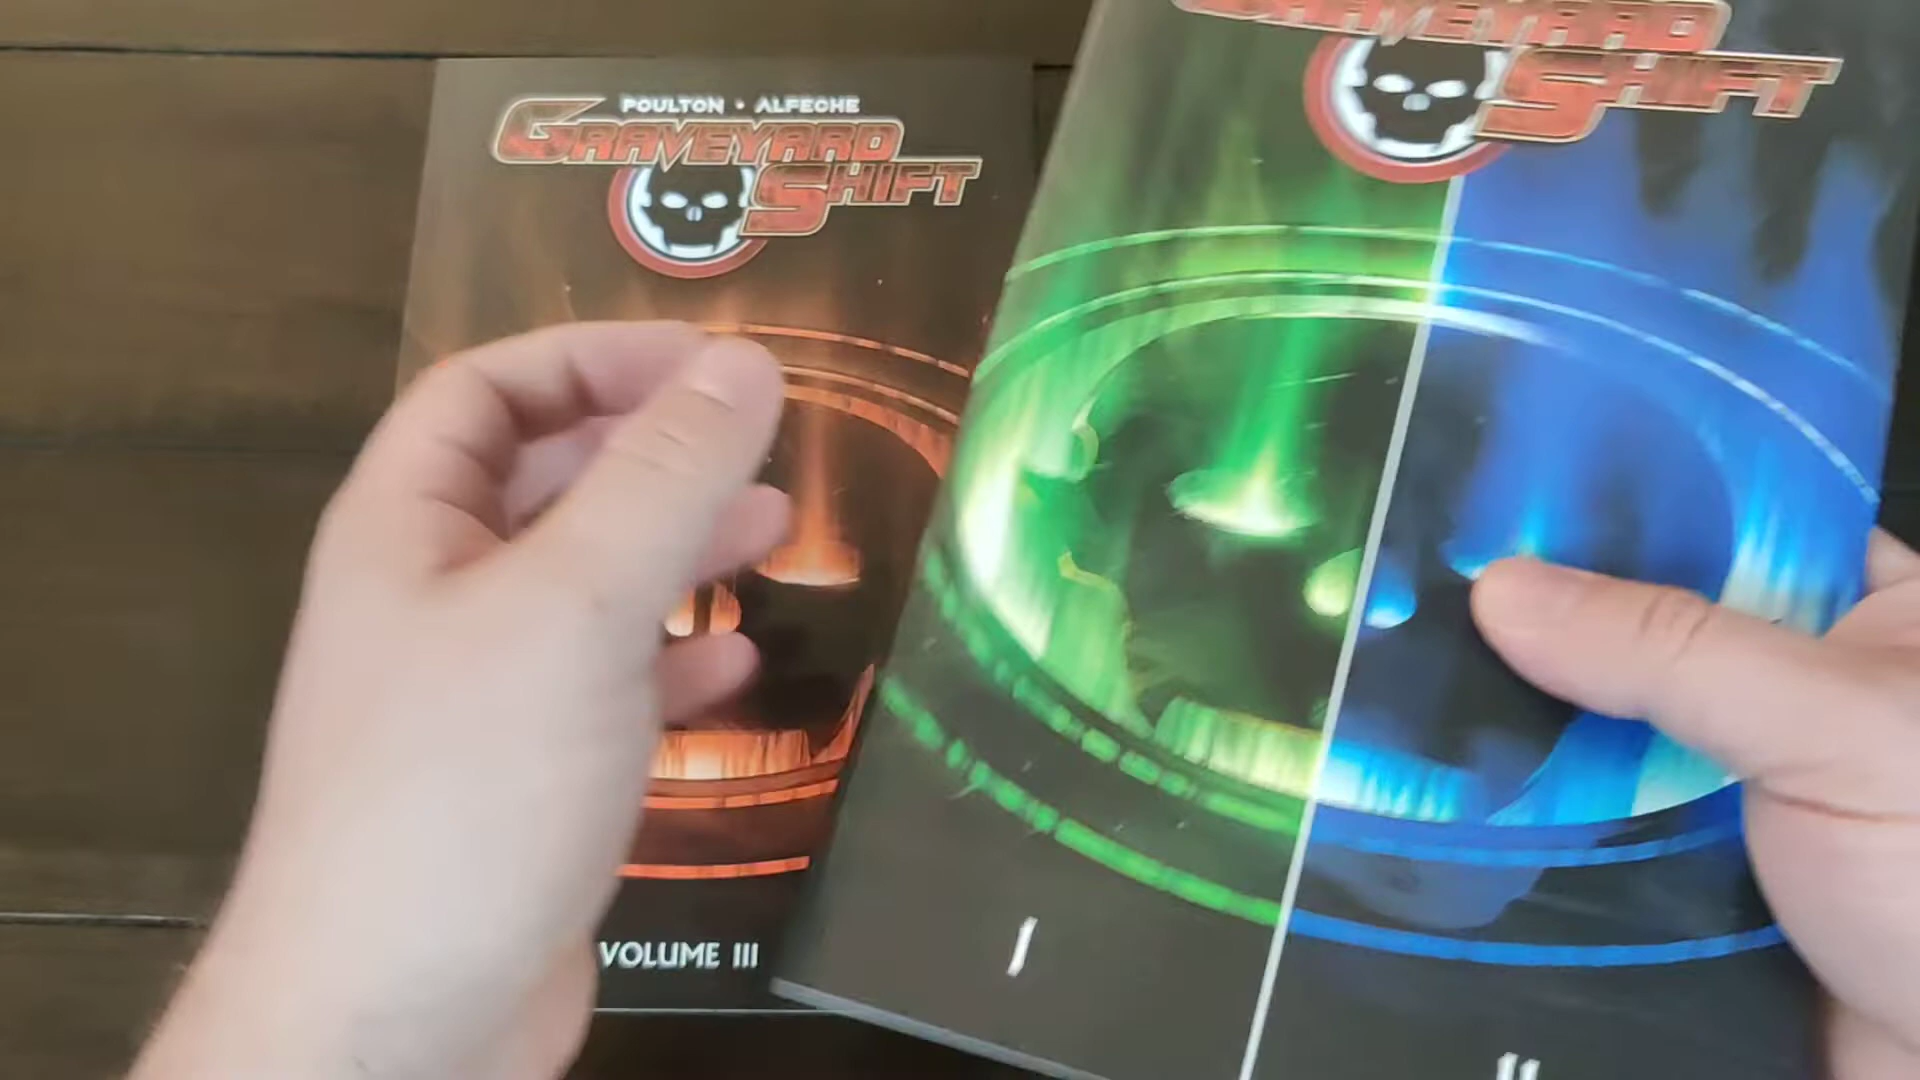 POULTON • ALFECHE
GRAVEYARD
SHIFT
VOLUME III
GRAVEYARD
SHIFT
I
II